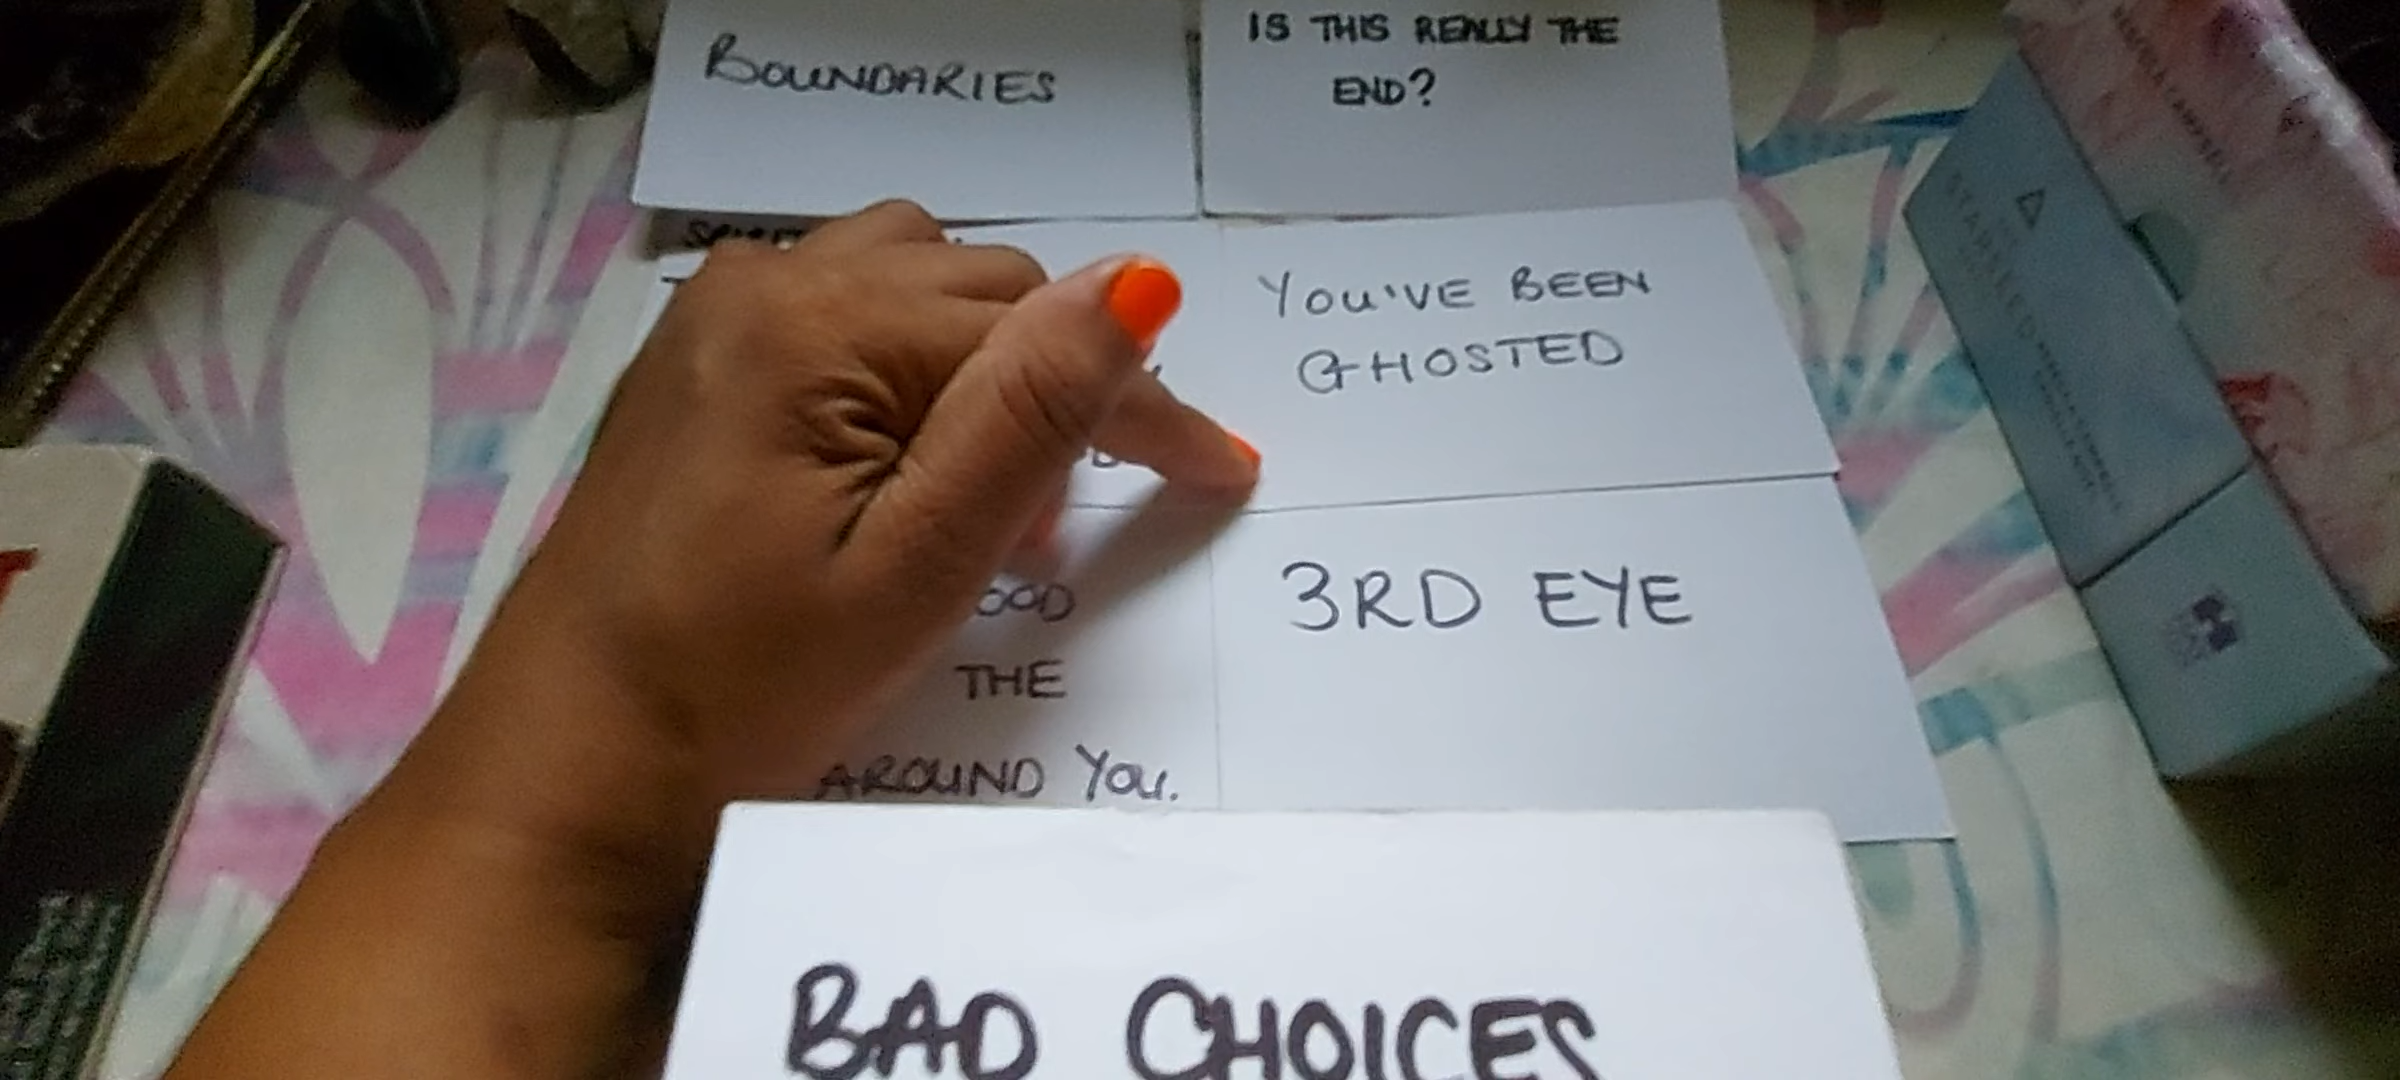 BOUNDARIES
IS THIS REALLY THE
END?
YOU'VE BEEN
GHOSTED
3RD EYE
THE
AROUND YOU.
BAD CHOICES